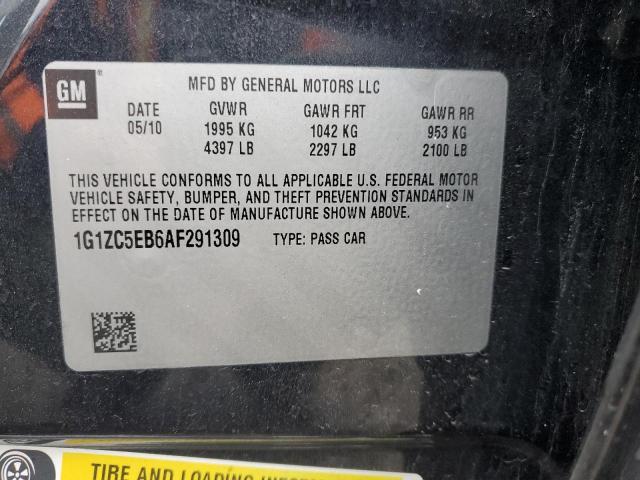 GM
MFD BY GENERAL MOTORS LLC
DATE GVWR GAWR FRT GAWR RR
05/10 1995 KG 1042 KG 953 KG
4397 LB 2297 LB 2100 LB
THIS VEHICLE CONFORMS TO ALL APPLICABLE U.S. FEDERAL MOTOR
VEHICLE SAFETY, BUMPER, AND THEFT PREVENTION STANDARDS IN
EFFECT ON THE DATE OF MANUFACTURE SHOWN ABOVE.
1G1ZC5EB6AF291309 TYPE: PASS CAR
TIRE AND LOADING